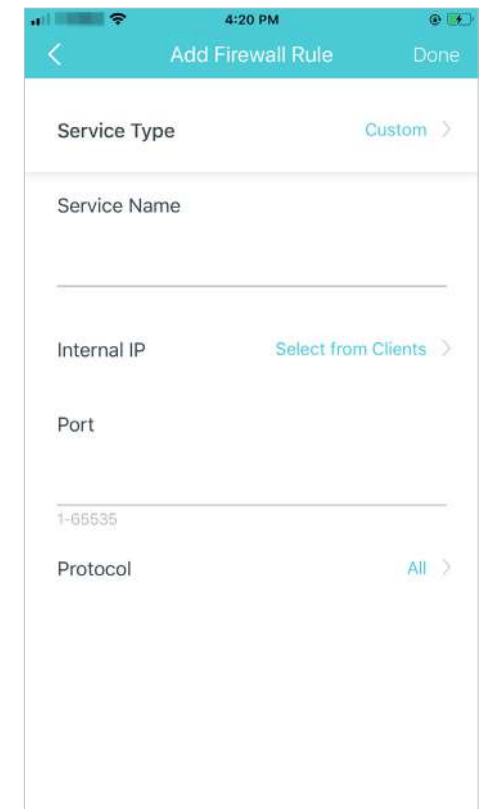 4:20 PM
Add Firewall Rule Done
Service Type Custom
Service Name
Internal IP Select from Clients
Port
1-65535
Protocol All